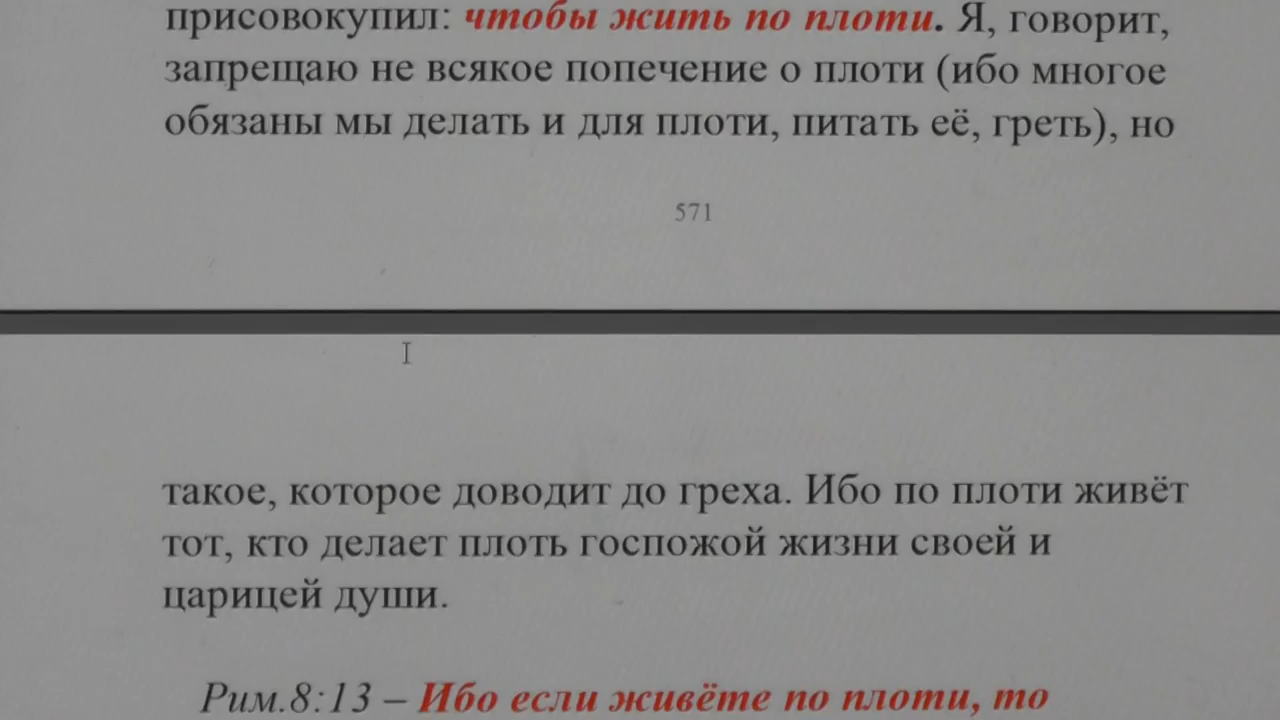 присовокупил: чтобы жить по плоти. Я, говорит,
запрещаю не всякое попечение о плоти (ибо многое
обязаны мы делать и для плоти, питать её, греть), но
571
такое, которое доводит до греха. Ибо по плоти живёт
тот, кто делает плоть госпожой жизни своей и
царицей души.
Рим.8:13 – Ибо если живёте по плоти, то